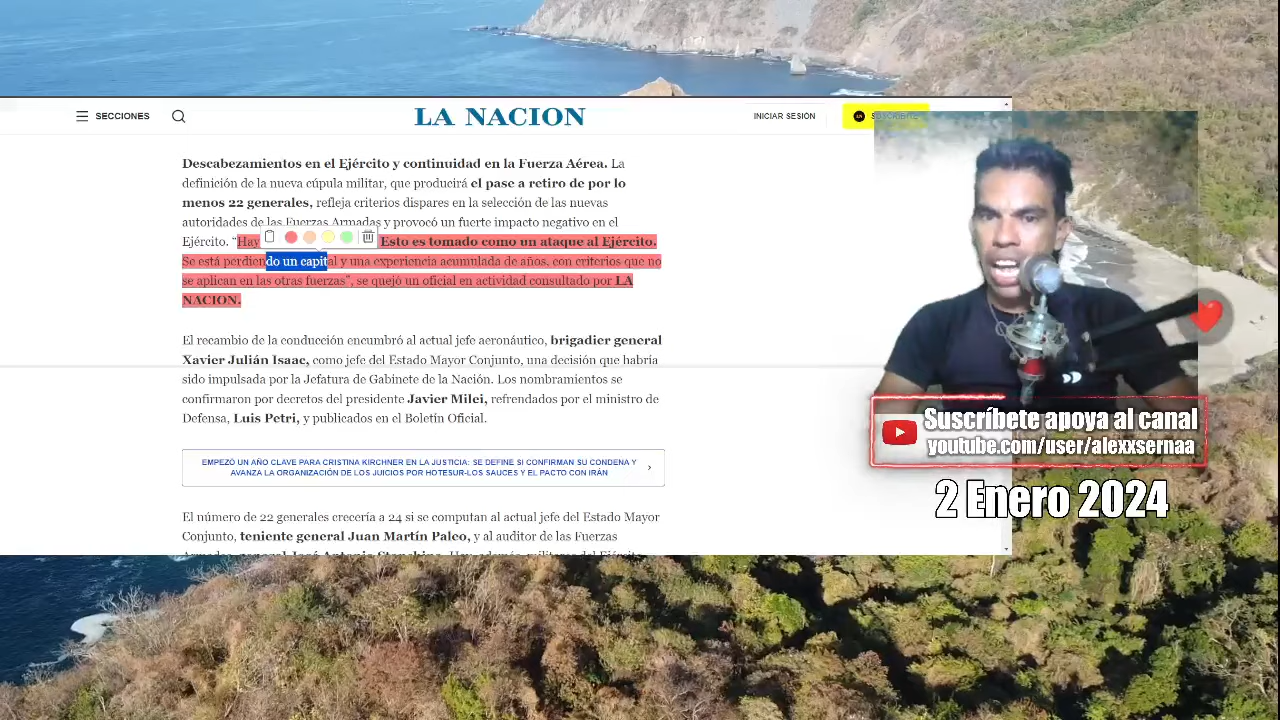 SECCIONES
LA NACION
INICIAR SESIÓN
SUSCRIBITE
Descabezamientos en el Ejército y continuidad en la Fuerza Aérea. La
definición de la nueva cúpula militar, que producirá el pase a retiro de por lo
menos 22 generales, refleja criterios dispares en la selección de las nuevas
autoridades de las Fuerzas Armadas y provocó un fuerte impacto negativo en el
Ejército. “Hay Esto es tomado como un ataque al Ejército.
Se está perdiendo un capital y una experiencia acumulada de años, con criterios que no
se aplican en las otras fuerzas”, se quejó un oficial en actividad consultado por LA
NACION.
El recambio de la conducción encumbró al actual jefe aeronáutico, brigadier general
Xavier Julián Isaac, como jefe del Estado Mayor Conjunto, una decisión que habría
sido impulsada por la Jefatura de Gabinete de la Nación. Los nombramientos se
confirmaron por decretos del presidente Javier Milei, refrendados por el ministro de
Defensa, Luis Petri, y publicados en el Boletín Oficial.
EMPEZÓ UN AÑO CLAVE PARA CRISTINA KIRCHNER EN LA JUSTICIA: SE DEFINE SI CONFIRMAN SU CONDENA Y
AVANZA LA ORGANIZACIÓN DE LOS JUICIOS POR HOTESUR-LOS SAUCES Y EL PACTO CON IRÁN
El número de 22 generales crecería a 24 si se computan al actual jefe del Estado Mayor
Conjunto, teniente general Juan Martín Paleo, y al auditor de las Fuerzas
Suscríbete apoya al canal
youtube.com/user/alexxsernaa
2 Enero 2024